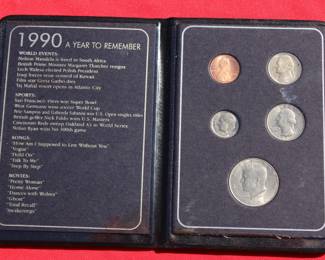 1990 A YEAR TO REMEMBER
WORLD EVENTS:
Nelson Mandela is freed in South Africa
British Prime Minister Margaret Thatcher resigns
Lech Walesa elected Polish President
Iraqi forces seize control of Kuwait
Film star Greta Garbo dies
Taj Mahal resort opens in Atlantic City
SPORTS:
San Francisco 49ers win Super Bowl
West Germany wins soccer World Cup
Pete Sampras and Gabriela Sabatini win U.S. Open singles titles
British golfer Nick Faldo wins U.S. Masters
Cincinnati Reds sweep Oakland A's in World Series
Nolan Ryan wins his 300th game
SONGS:
"How Am I Supposed to Live Without You"
"Vogue"
"Hold On"
"Talk To Me"
"Step By Step"
MOVIES:
"Pretty Woman"
"Home Alone"
"Dances with Wolves"
"Ghost"
"Total Recall"
"Awakenings"